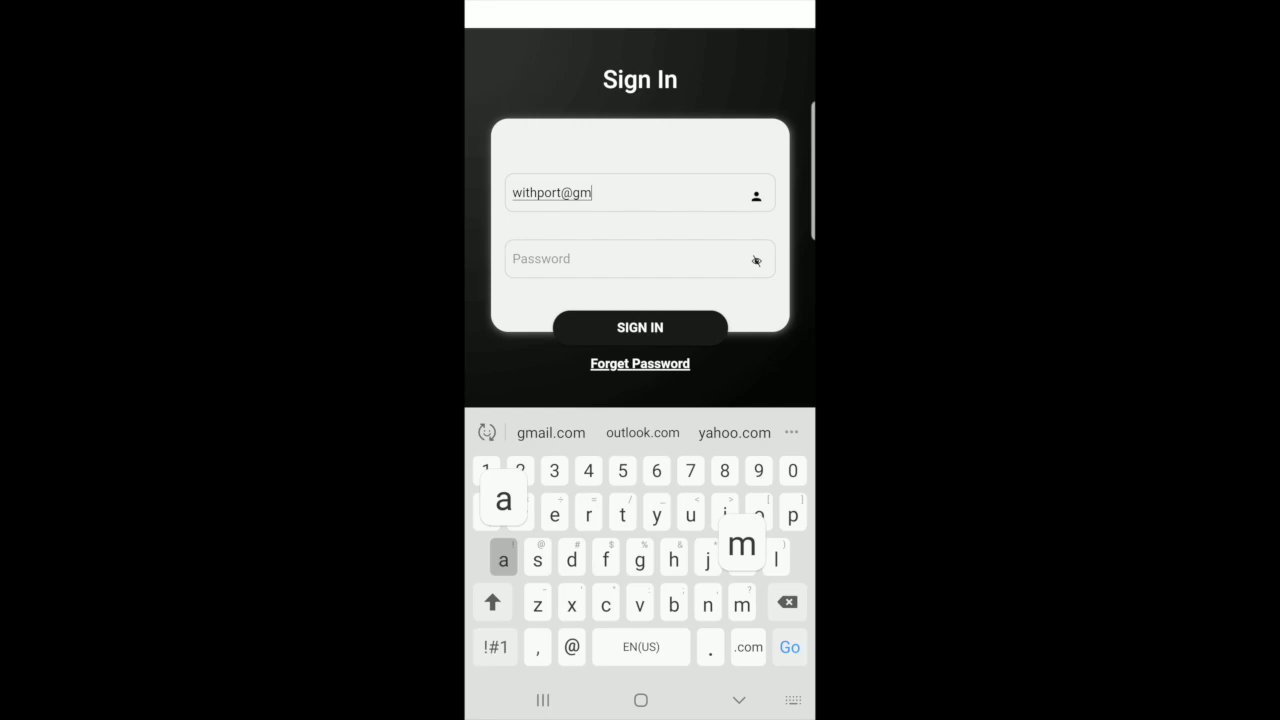 Sign In
withport@gm
Password
SIGN IN
Forget Password
gmail.com outlook.com yahoo.com
1 2 3 4 5 6 7 8 9 0
a e r t y u i o p
a s d f g h j m l
z x c v b n m
!#1 , @ EN(US) . .com Go